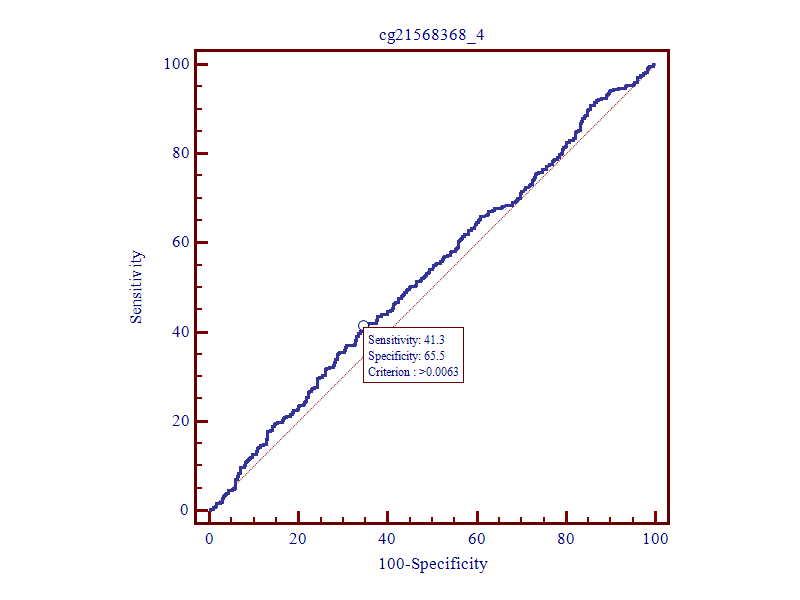 cg21568368_4
100
80
60
40
20
0
Sensitivity
Sensitivity: 41.3
Specificity: 65.5
Criterion : >0.0063
0 20 40 60 80 100
100-Specificity